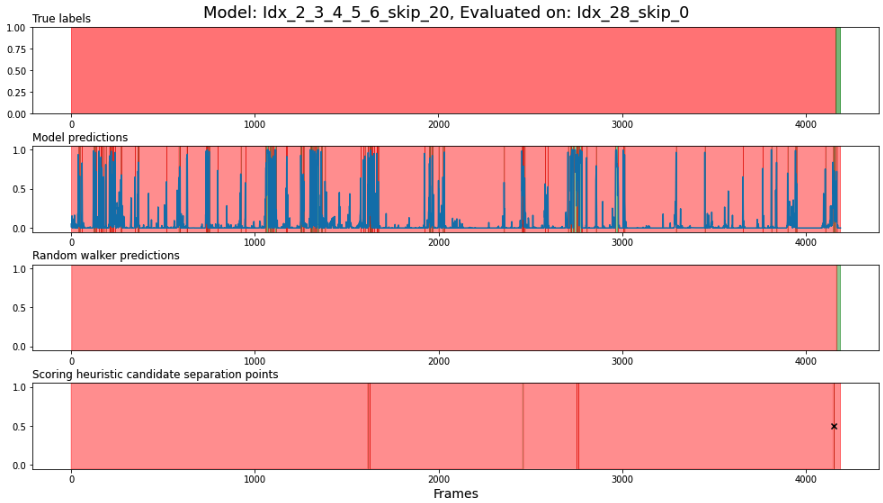 Model: Idx_2_3_4_5_6_skip_20, Evaluated on: Idx_28_skip_0
True labels
1.00
0.75
0.50
0.25
0.00
0 1000 2000 3000 4000
Model predictions
1.0
0.5
0.0
0 1000 2000 3000 4000
Random walker predictions
1.0
0.5
0.0
0 1000 2000 3000 4000
Scoring heuristic candidate separation points
1.0
0.5
0.0
0 1000 2000 3000 4000
Frames